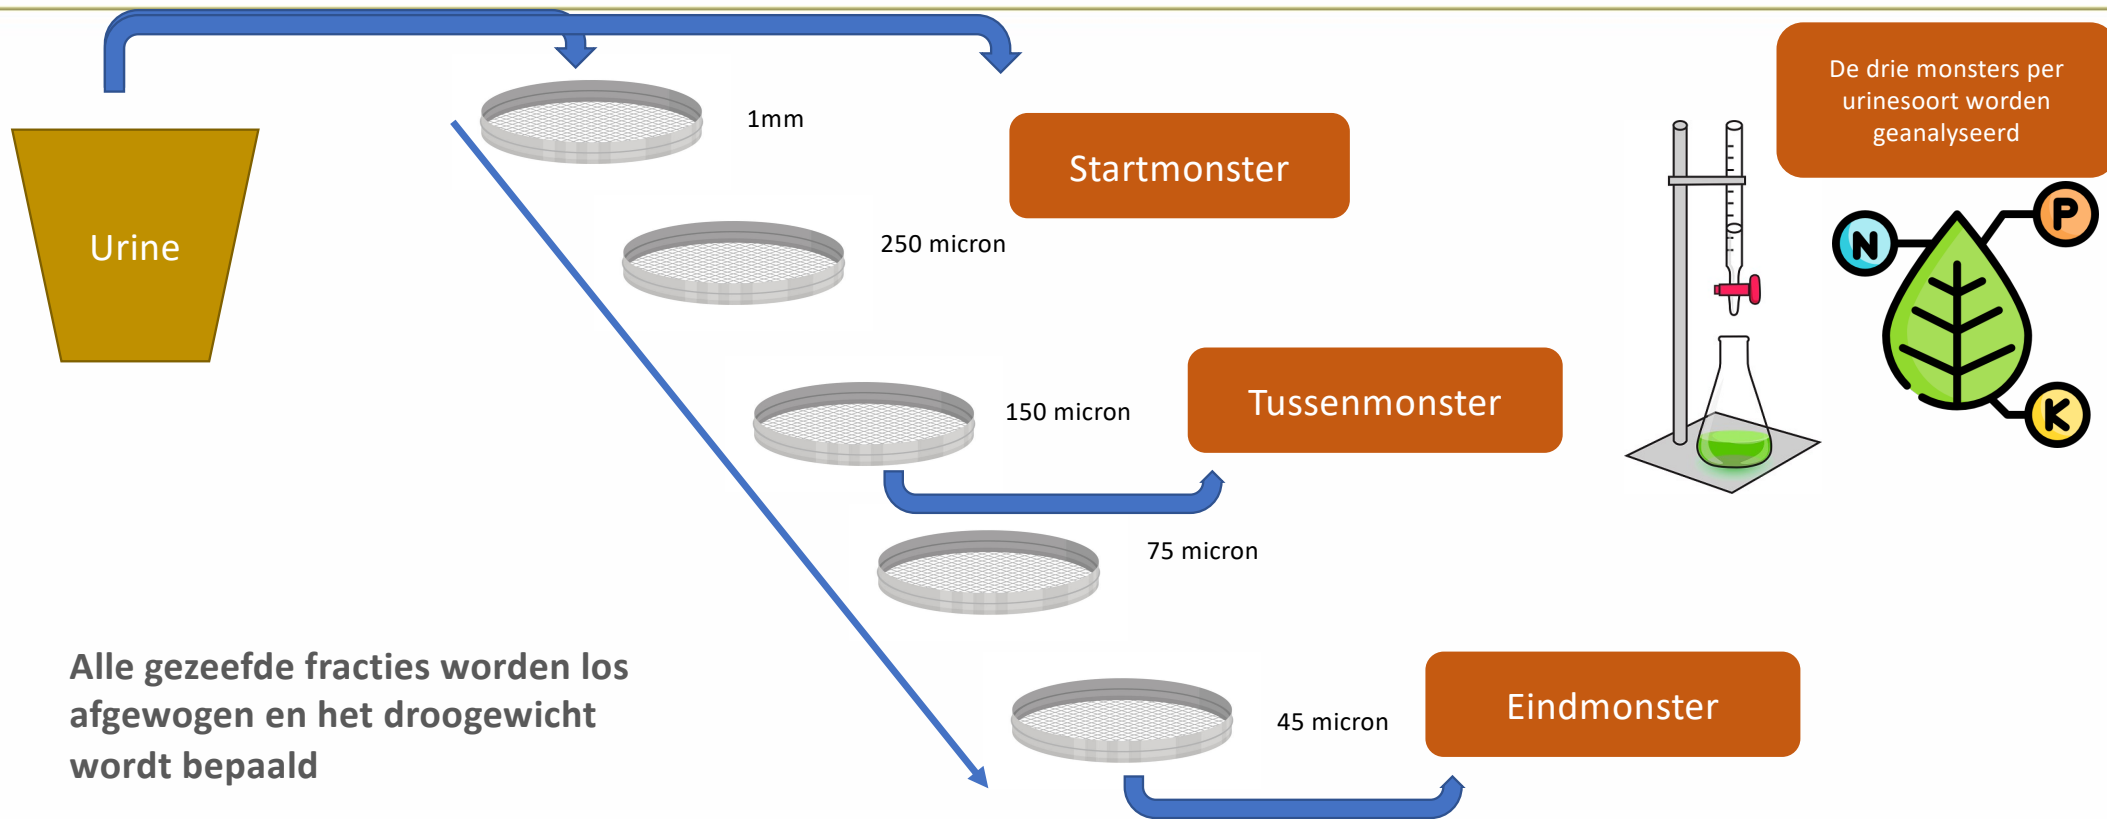 De drie monsters per
urinesoort worden
geanalyseerd
1mm
Startmonster
Urine
250 micron
N
P
K
150 micron
Tussenmonster
75 micron
Alle gezeefde fracties worden los
afgewogen en het droogewicht
wordt bepaald
45 micron
Eindmonster